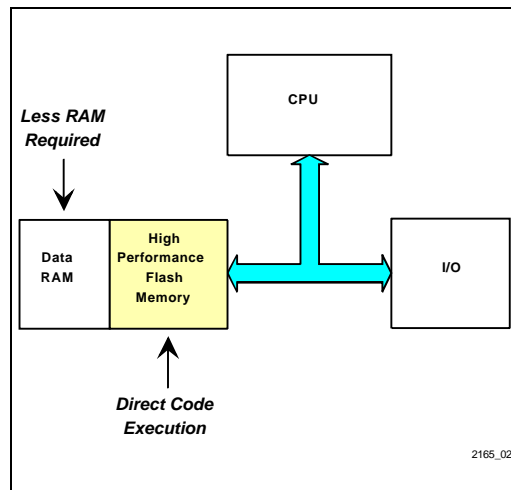 CPU
Less RAM
Required
Data
RAM
High
Performance
Flash
Memory
I/O
Direct Code
Execution
2165_02